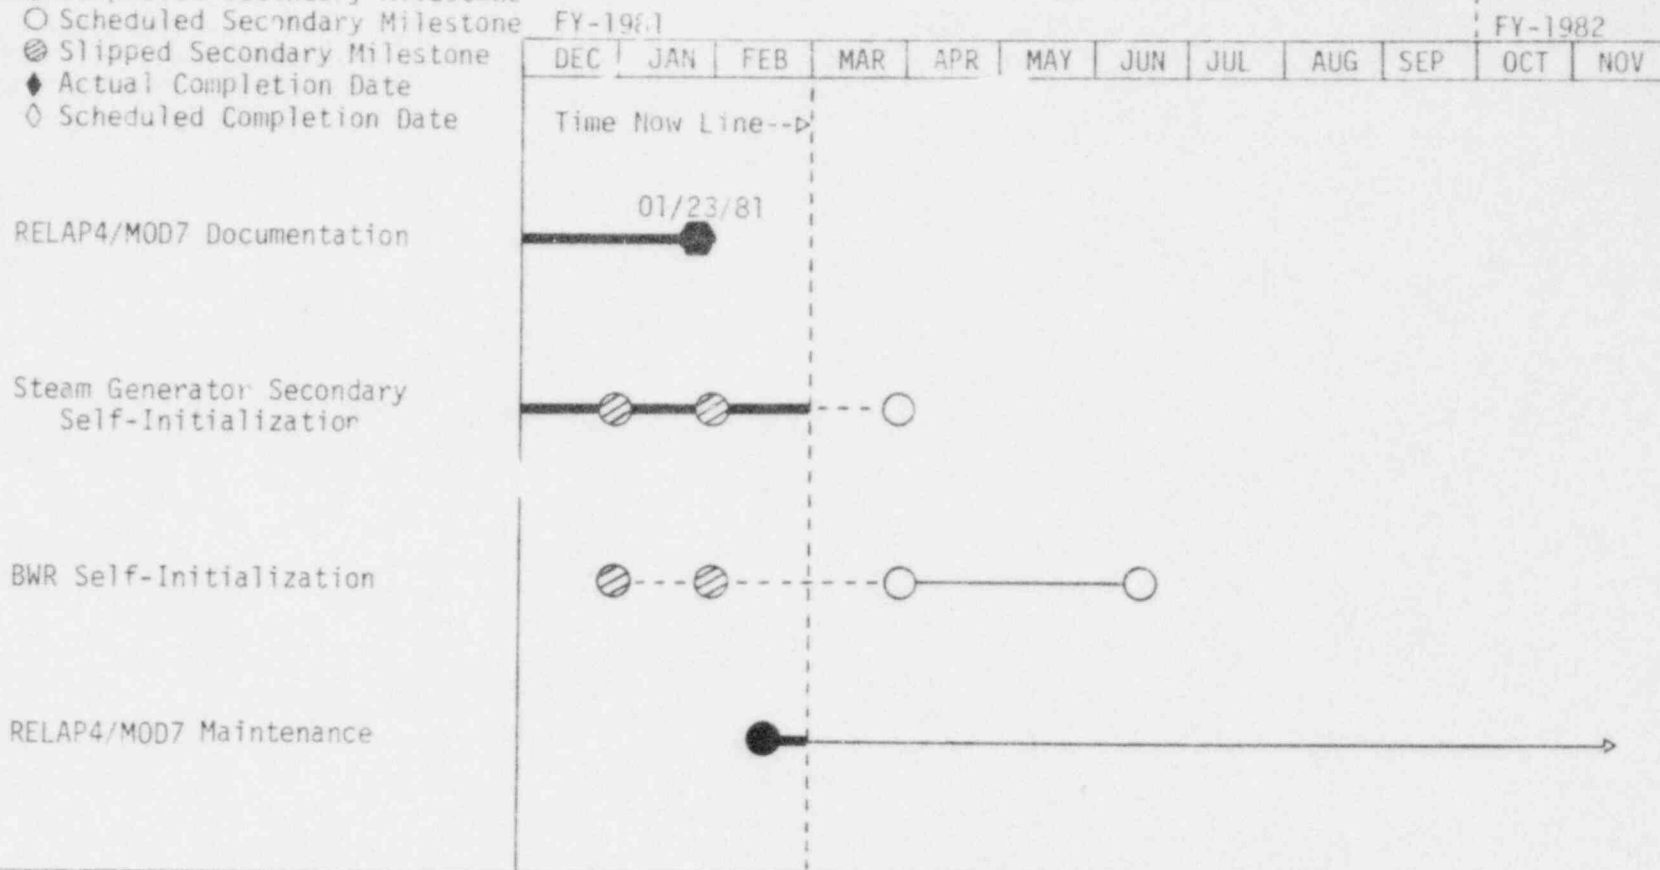 Scheduled Secondary Milestone
Slipped Secondary Milestone
Actual Completion Date
Scheduled Completion Date
FY-1981
FY-1982
DEC JAN FEB MAR APR MAY JUN JUL AUG SEP OCT NOV
Time Now Line--
01/23/81
RELAP4/MOD7 Documentation
Steam Generator Secondary
Self-Initialization
BWR Self-Initialization
RELAP4/MOD7 Maintenance